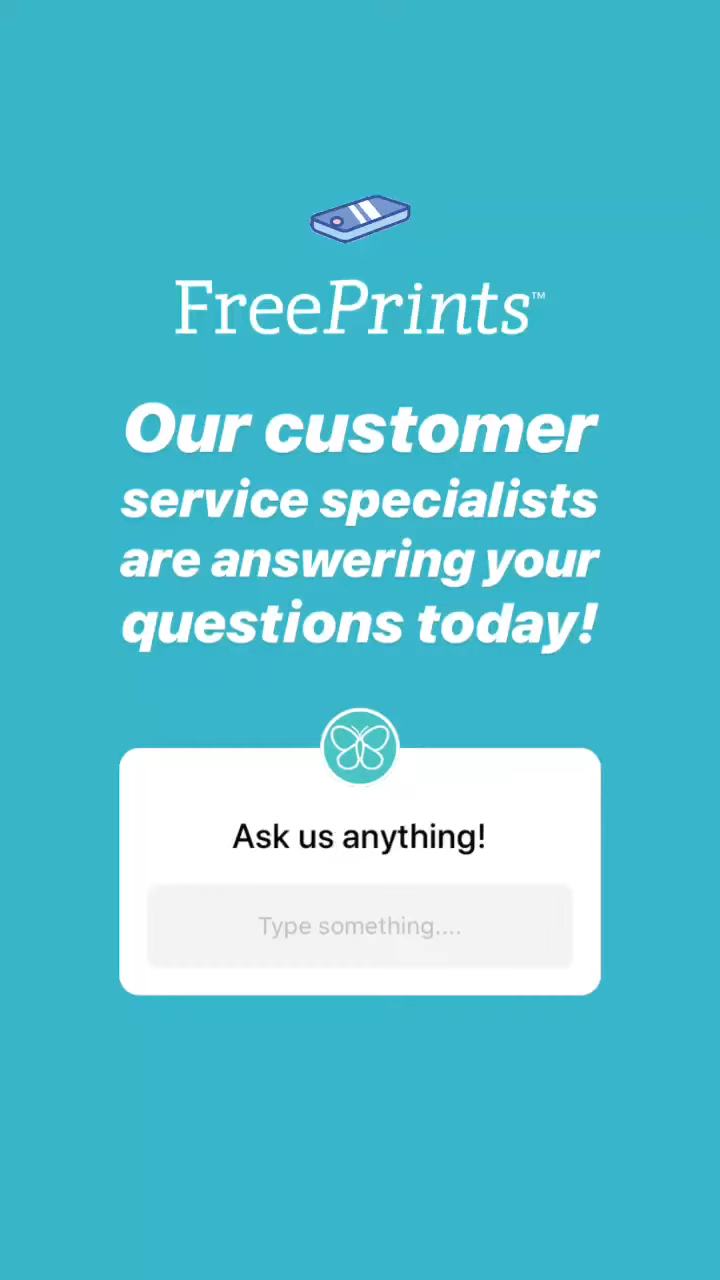 FreePrints™
Our customer
service specialists
are answering your
questions today!
Ask us anything!
Type something....